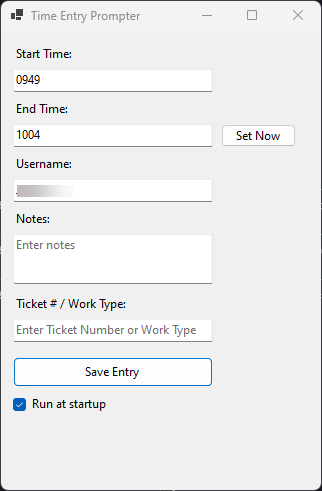 Time Entry Prompter
Start Time:
0949
End Time:
1004
Set Now
Username:
Notes:
Enter notes
Ticket # / Work Type:
Enter Ticket Number or Work Type
Save Entry
Run at startup